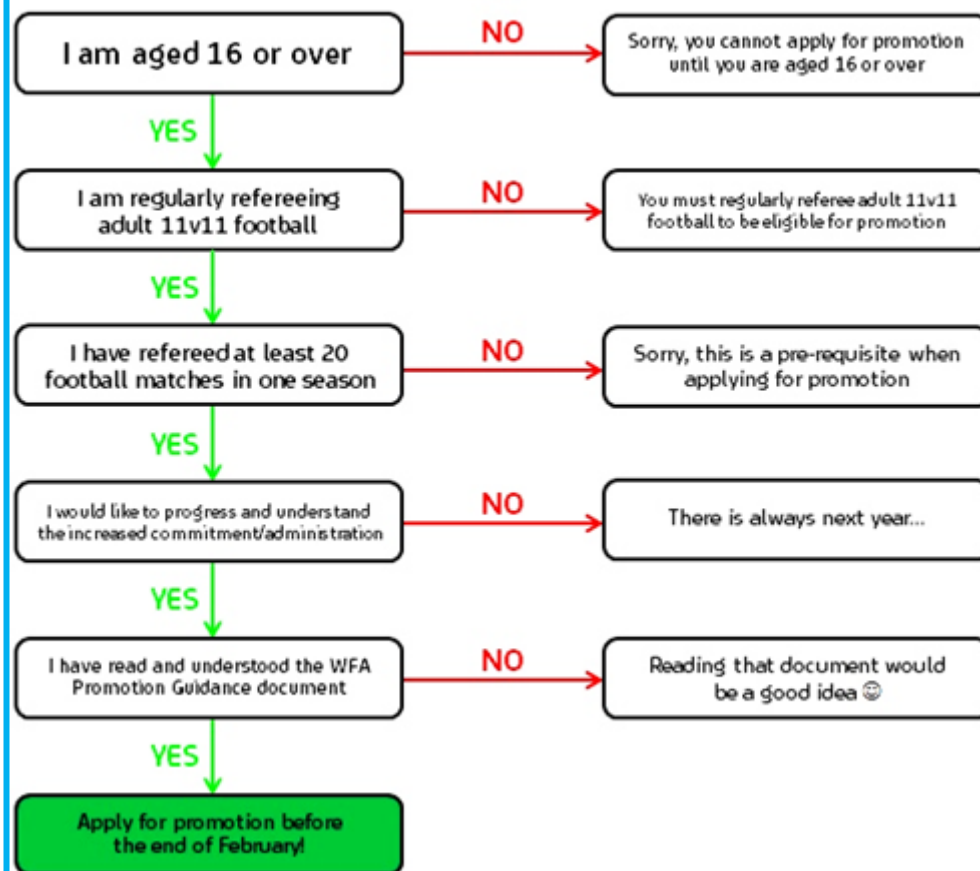 I am aged 16 or over
NO
Sorry, you cannot apply for promotion
until you are aged 16 or over
YES
I am regularly refereeing
adult 11v11 football
NO
You must regularly referee adult 11v11
football to be eligible for promotion
YES
I have refereed at least 20
football matches in one season
NO
Sorry, this is a pre-requisite when
applying for promotion
YES
I would like to progress and understand
the increased commitment/administration
NO
There is always next year...
YES
I have read and understood the WFA
Promotion Guidance document
NO
Reading that document would
be a good idea ☺
YES
Apply for promotion before
the end of February!